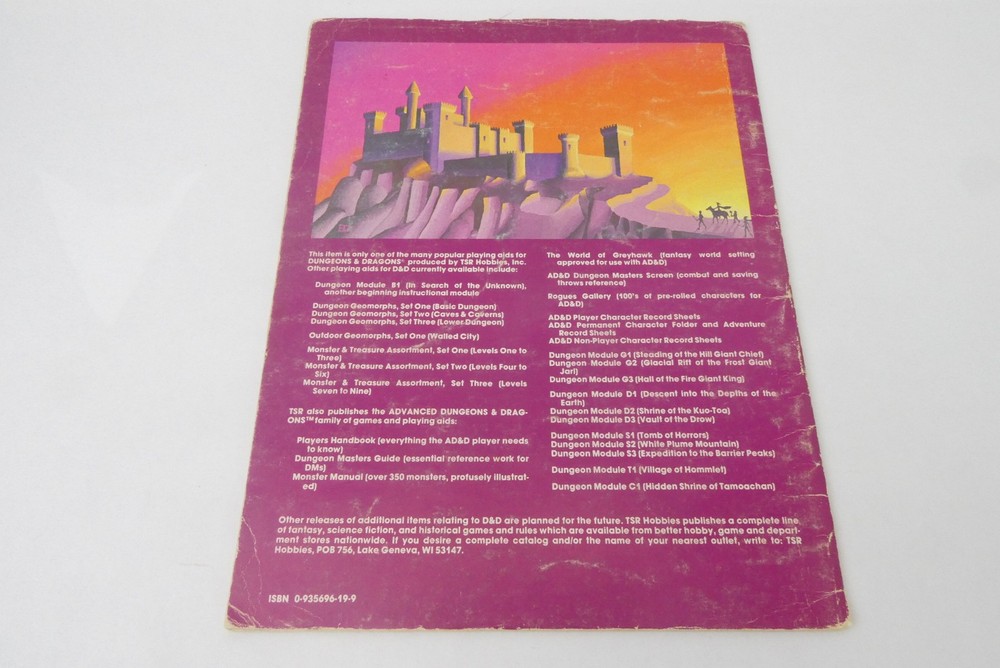 This item is only one of the many popular playing aids for
DUNGEONS & DRAGONS® produced by TSR Hobbies, Inc.
Other playing aids for D&D currently available include:
Dungeon Module B1 (In Search of the Unknown),
another beginning instructional module
Dungeon Geomorphs, Set One (Basic Dungeon)
Dungeon Geomorphs, Set Two (Caves & Caverns)
Dungeon Geomorphs, Set Three (Lower Dungeon)
Outdoor Geomorphs, Set One (Walled City)
Monster & Treasure Assortment, Set One (Levels One to
Three)
Monster & Treasure Assortment, Set Two (Levels Four to
Six)
Monster & Treasure Assortment, Set Three (Levels
Seven to Nine)
TSR also publishes the ADVANCED DUNGEONS & DRAG-
ONS™ family of games and playing aids:
Players Handbook (everything the AD&D player needs
to know)
Dungeon Masters Guide (essential reference work for
DMs)
Monster Manual (over 350 monsters, profusely illustrat-
ed)
The World of Greyhawk (fantasy world setting
approved for use with AD&D)
AD&D Dungeon Masters Screen (combat and saving
throws reference)
Rogues Gallery (100's of pre-rolled characters for
AD&D)
AD&D Player Character Record Sheets
AD&D Permanent Character Folder and Adventure
Record Sheets
AD&D Non-Player Character Record Sheets
Dungeon Module G1 (Steading of the Hill Giant Chief)
Dungeon Module G2 (Glacial Rift of the Frost Giant
Jarl)
Dungeon Module G3 (Hall of the Fire Giant King)
Dungeon Module D1 (Descent into the Depths of the
Earth)
Dungeon Module D2 (Shrine of the Kuo-Toa)
Dungeon Module D3 (Vault of the Drow)
Dungeon Module S1 (Tomb of Horrors)
Dungeon Module S2 (White Plume Mountain)
Dungeon Module S3 (Expedition to the Barrier Peaks)
Dungeon Module T1 (Village of Hommlet)
Dungeon Module C1 (Hidden Shrine of Tamoachan)
Other releases of additional items relating to D&D are planned for the future. TSR Hobbies publishes a complete line
of fantasy, science fiction, and historical games and rules which are available from better hobby, game and depart-
ment stores nationwide. If you desire a complete catalog and/or the name of your nearest outlet, write to: TSR
Hobbies, POB 756, Lake Geneva, WI 53147.
ISBN 0-935696-19-9